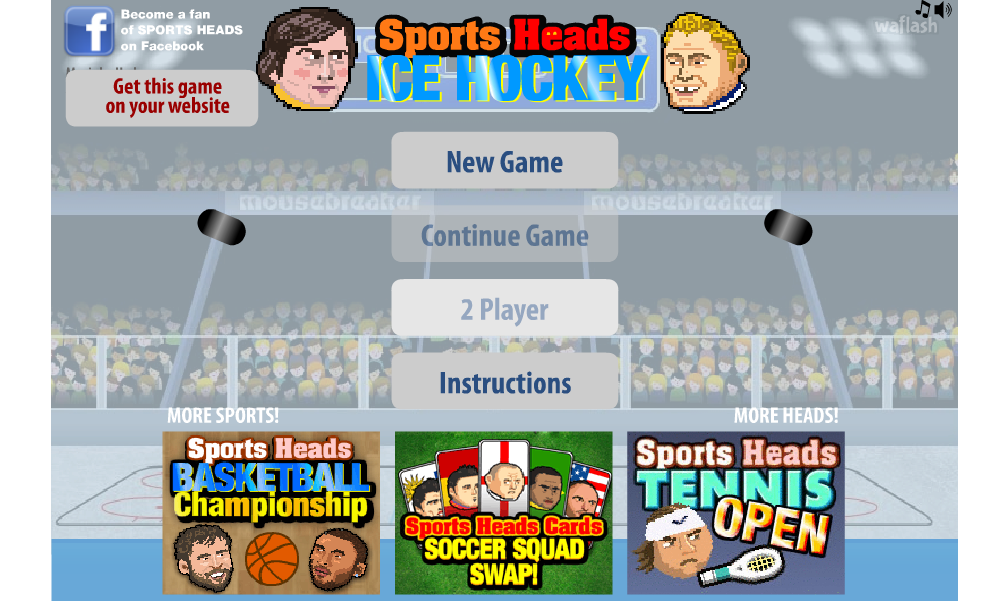 Become a fan
of SPORTS HEADS
on Facebook
f
Sports Heads
ICE HOCKEY
waflash
Get this game
on your website
New Game
mousebreaker
mousebreaker
Continue Game
2 Player
Instructions
MORE SPORTS!
MORE HEADS!
Sports Heads
BASKETBALL
Championship
Sports Heads Cards
SOCCER SQUAD
SWAP!
Sports Heads
TENNIS
OPEN